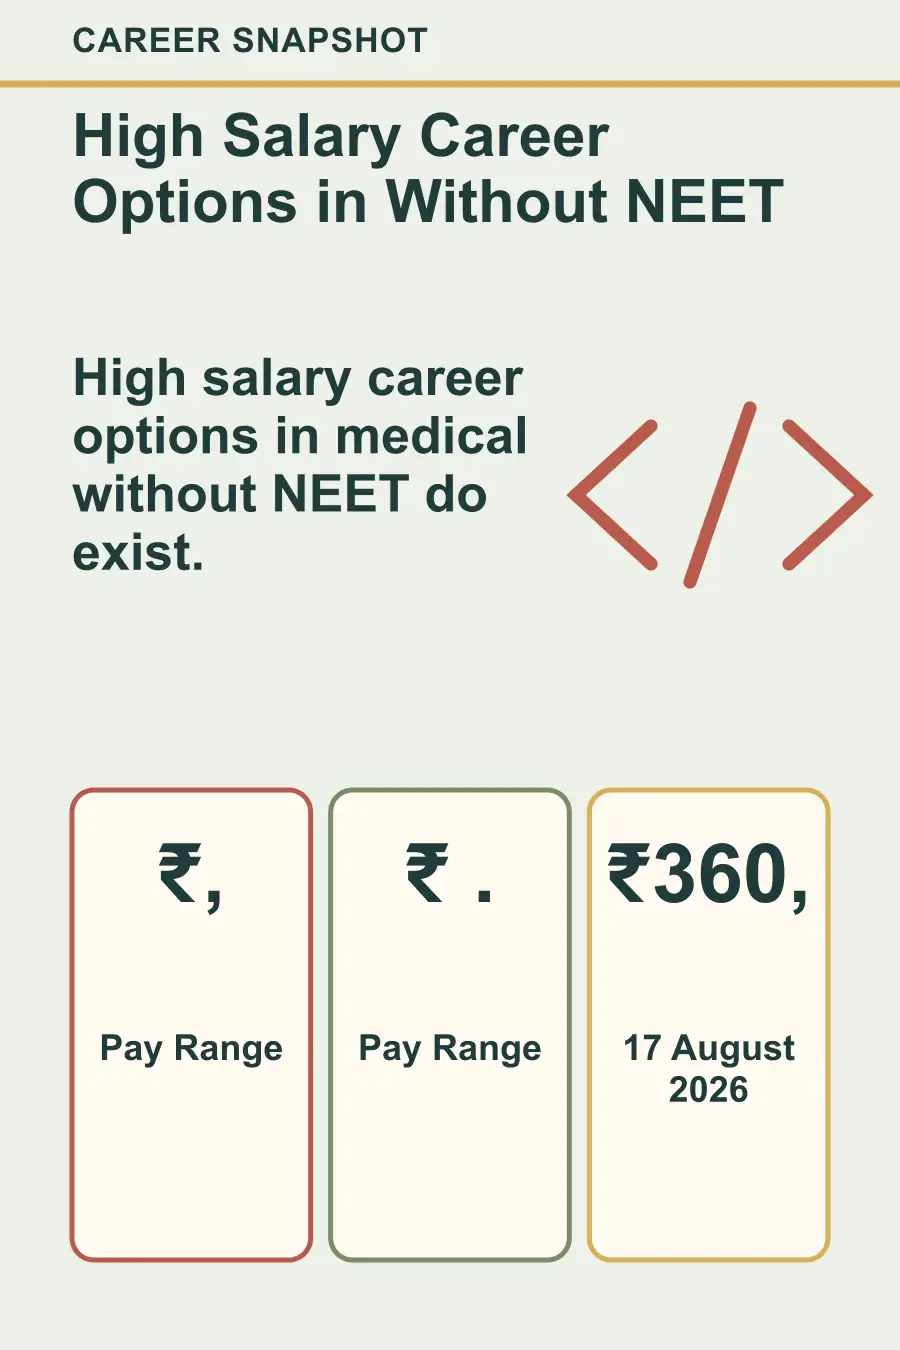 CAREER SNAPSHOT
High Salary Career
Options in Without NEET
High salary career
options in medical
without NEET do
exist.
₹,
Pay Range
₹ .
Pay Range
₹360,
17 August
2026